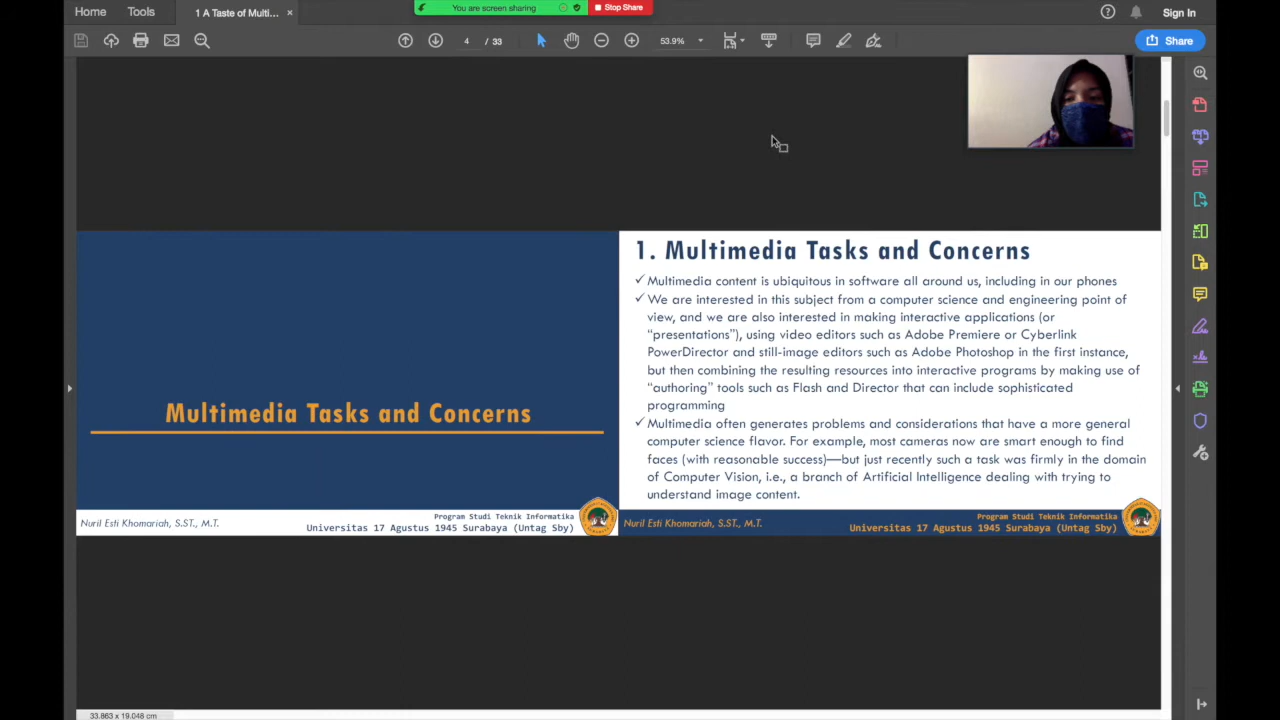 Home
Tools
1 A Taste of Multi...
×
You are screen sharing
Stop Share
Sign In
4 / 33
53.9%
Share
Multimedia Tasks and Concerns
Nuril Esti Khomariah, S.ST., M.T.
Program Studi Teknik Informatika
Universitas 17 Agustus 1945 Surabaya (Untag Sby)
1. Multimedia Tasks and Concerns
✓ Multimedia content is ubiquitous in software all around us, including in our phones
✓ We are interested in this subject from a computer science and engineering point of
view, and we are also interested in making interactive applications (or
“presentations”), using video editors such as Adobe Premiere or Cyberlink
PowerDirector and still-image editors such as Adobe Photoshop in the first instance,
but then combining the resulting resources into interactive programs by making use of
“authoring” tools such as Flash and Director that can include sophisticated
programming
✓ Multimedia often generates problems and considerations that have a more general
computer science flavor. For example, most cameras now are smart enough to find
faces (with reasonable success)—but just recently such a task was firmly in the domain
of Computer Vision, i.e., a branch of Artificial Intelligence dealing with trying to
understand image content.
Nuril Esti Khomariah, S.ST., M.T.
Program Studi Teknik Informatika
Universitas 17 Agustus 1945 Surabaya (Untag Sby)
33.863 x 19.048 cm